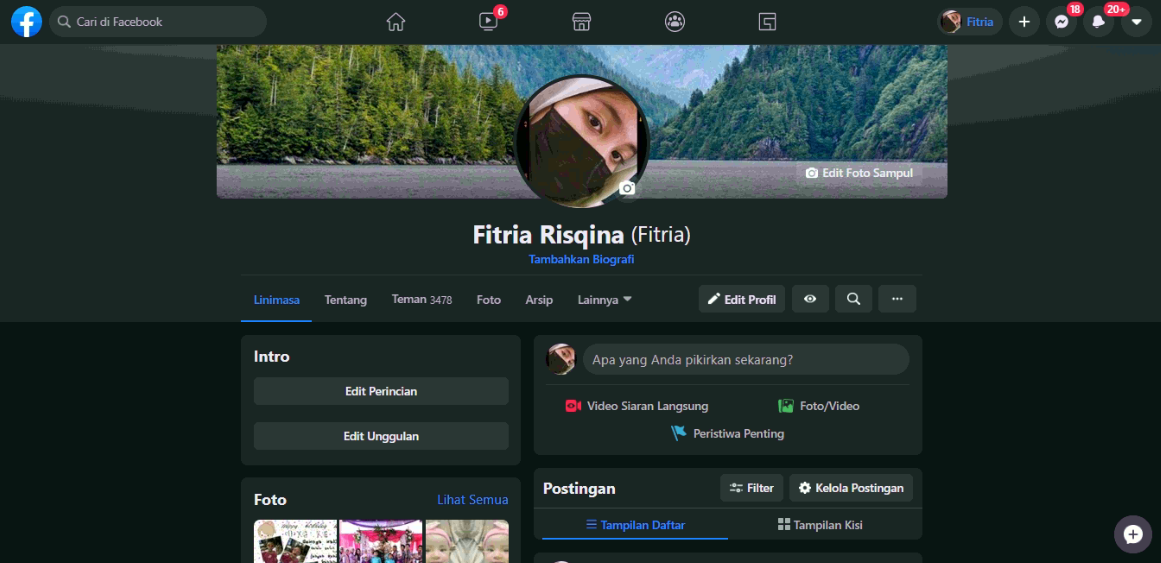 Cari di Facebook
6
Fitria
18
20+
Edit Foto Sampul
Fitria Risqina (Fitria)
Tambahkan Biografi
Linimasa
Tentang
Teman 3478
Foto
Arsip
Lainnya
Edit Profil
Intro
Edit Perincian
Edit Unggulan
Foto
Lihat Semua
Apa yang Anda pikirkan sekarang?
Video Siaran Langsung
Foto/Video
Peristiwa Penting
Postingan
Filter
Kelola Postingan
Tampilan Daftar
Tampilan Kisi